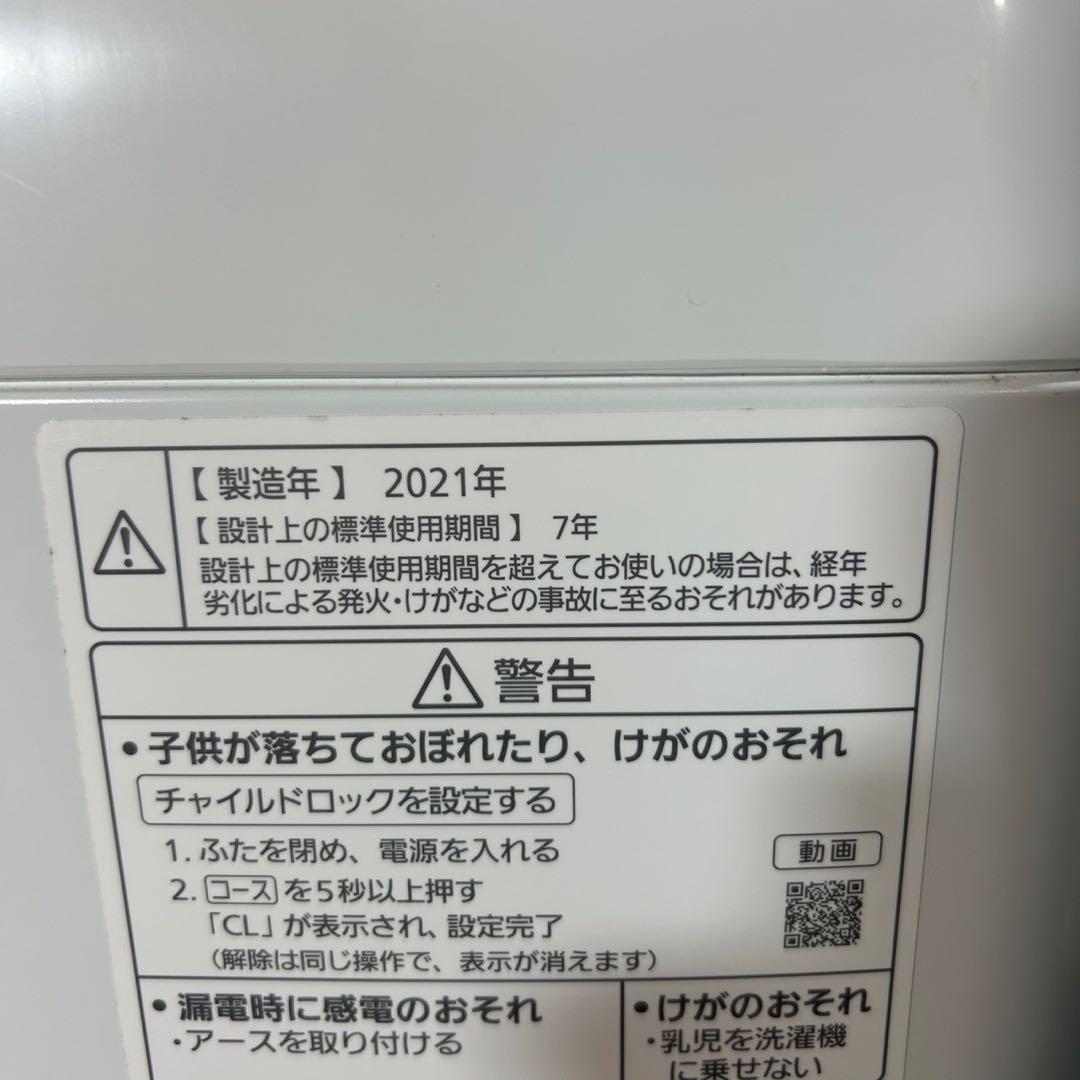 【 製造年 】 2021年
【 設計上の標準使用期間 】 7年
設計上の標準使用期間を超えてお使いの場合は、経年
劣化による発火・けがなどの事故に至るおそれがあります。
警告
• 子供が落ちておぼれたり、けがのおそれ
チャイルドロックを設定する
1. ふたを閉め、電源を入れる
2. コース を5秒以上押す
「CL」が表示され、設定完了
（解除は同じ操作で、表示が消えます）
動画
• 漏電時に感電のおそれ
・アースを取り付ける
• けがのおそれ
・乳児を洗濯機
に乗せない